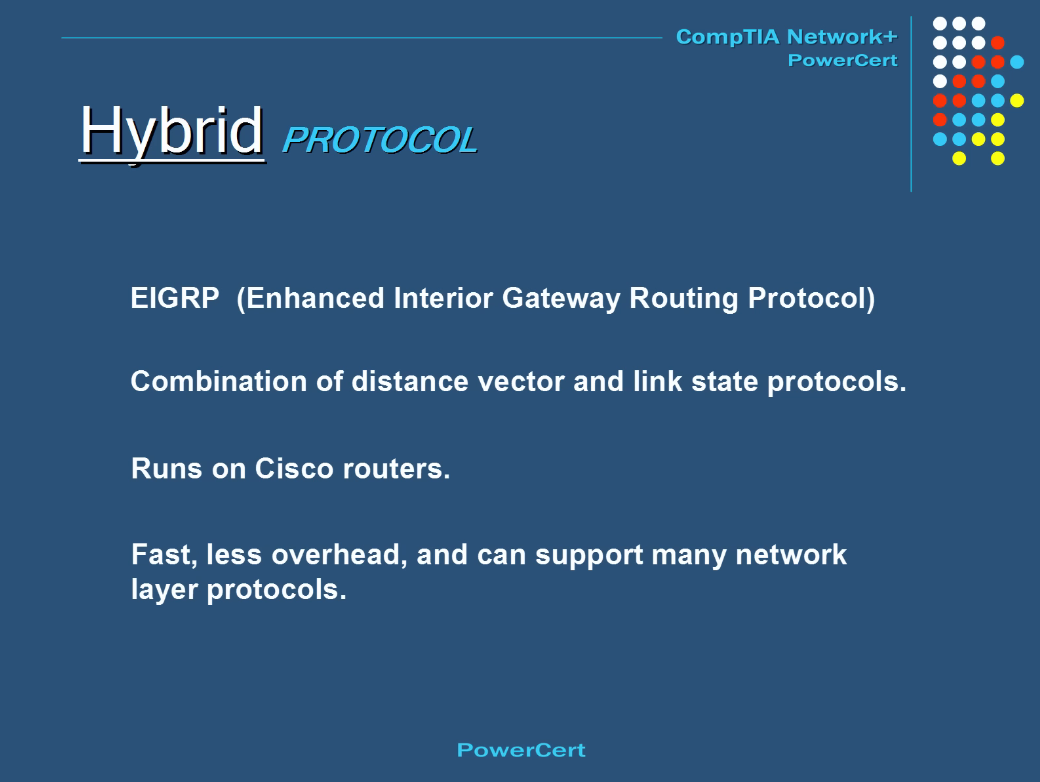 CompTIA Network+
PowerCert
Hybrid PROTOCOL
EIGRP  (Enhanced Interior Gateway Routing Protocol)
Combination of distance vector and link state protocols.
Runs on Cisco routers.
Fast, less overhead, and can support many network
layer protocols.
PowerCert